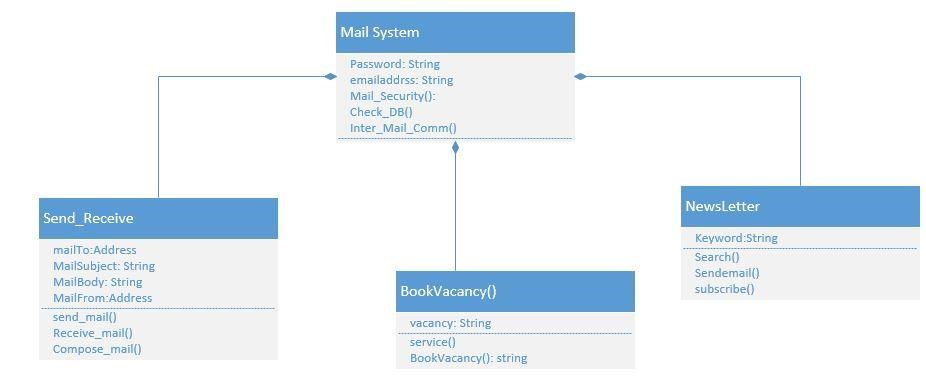 Mail System
Password: String
emailaddrss: String
Mail_Security():
Check_DB()
Inter_Mail_Comm()
Send_Receive
mailTo:Address
MailSubject: String
MailBody: String
MailFrom:Address
send_mail()
Receive_mail()
Compose_mail()
BookVacancy()
vacancy: String
service()
BookVacancy(): string
NewsLetter
Keyword:String
Search()
Sendemail()
subscribe()